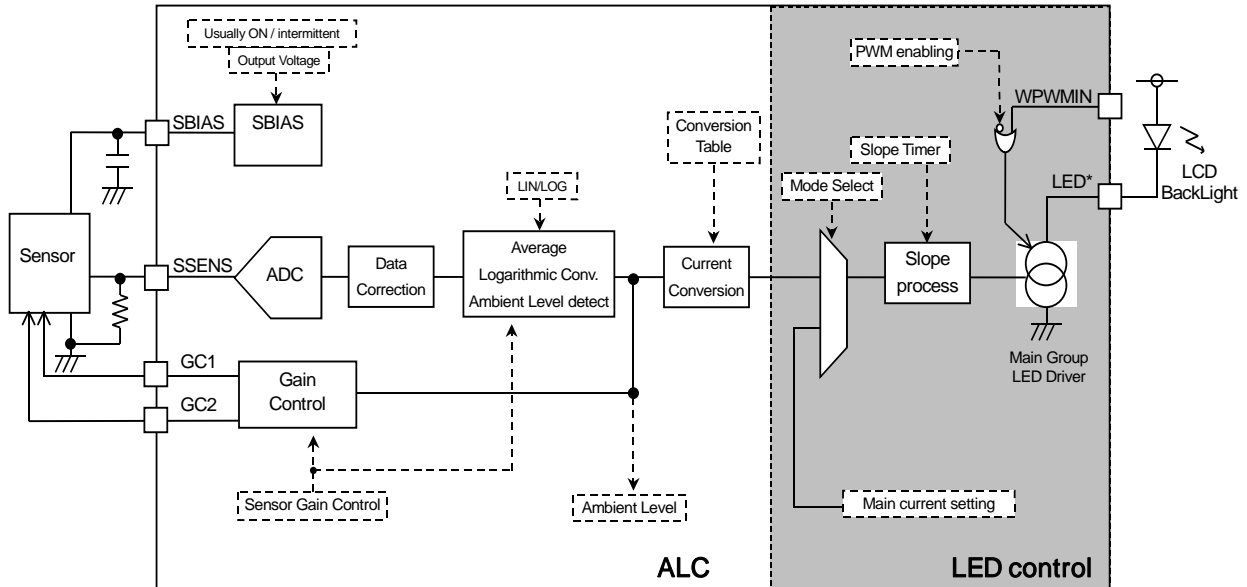 Usually ON / intermittent
Output Voltage
PWM enabling
SBIAS
SBIAS
WPWMIN
Conversion
Table
Slope Timer
LIN/LOG
Mode Select
LED*
LCD
BackLight
Sensor
SSENS
ADC
Data
Correction
Average
Logarithmic Conv.
Ambient Level detect
Current
Conversion
Slope
process
GC1
GC2
Gain
Control
Main Group
LED Driver
Sensor Gain Control
Ambient Level
Main current setting
ALC
LED control